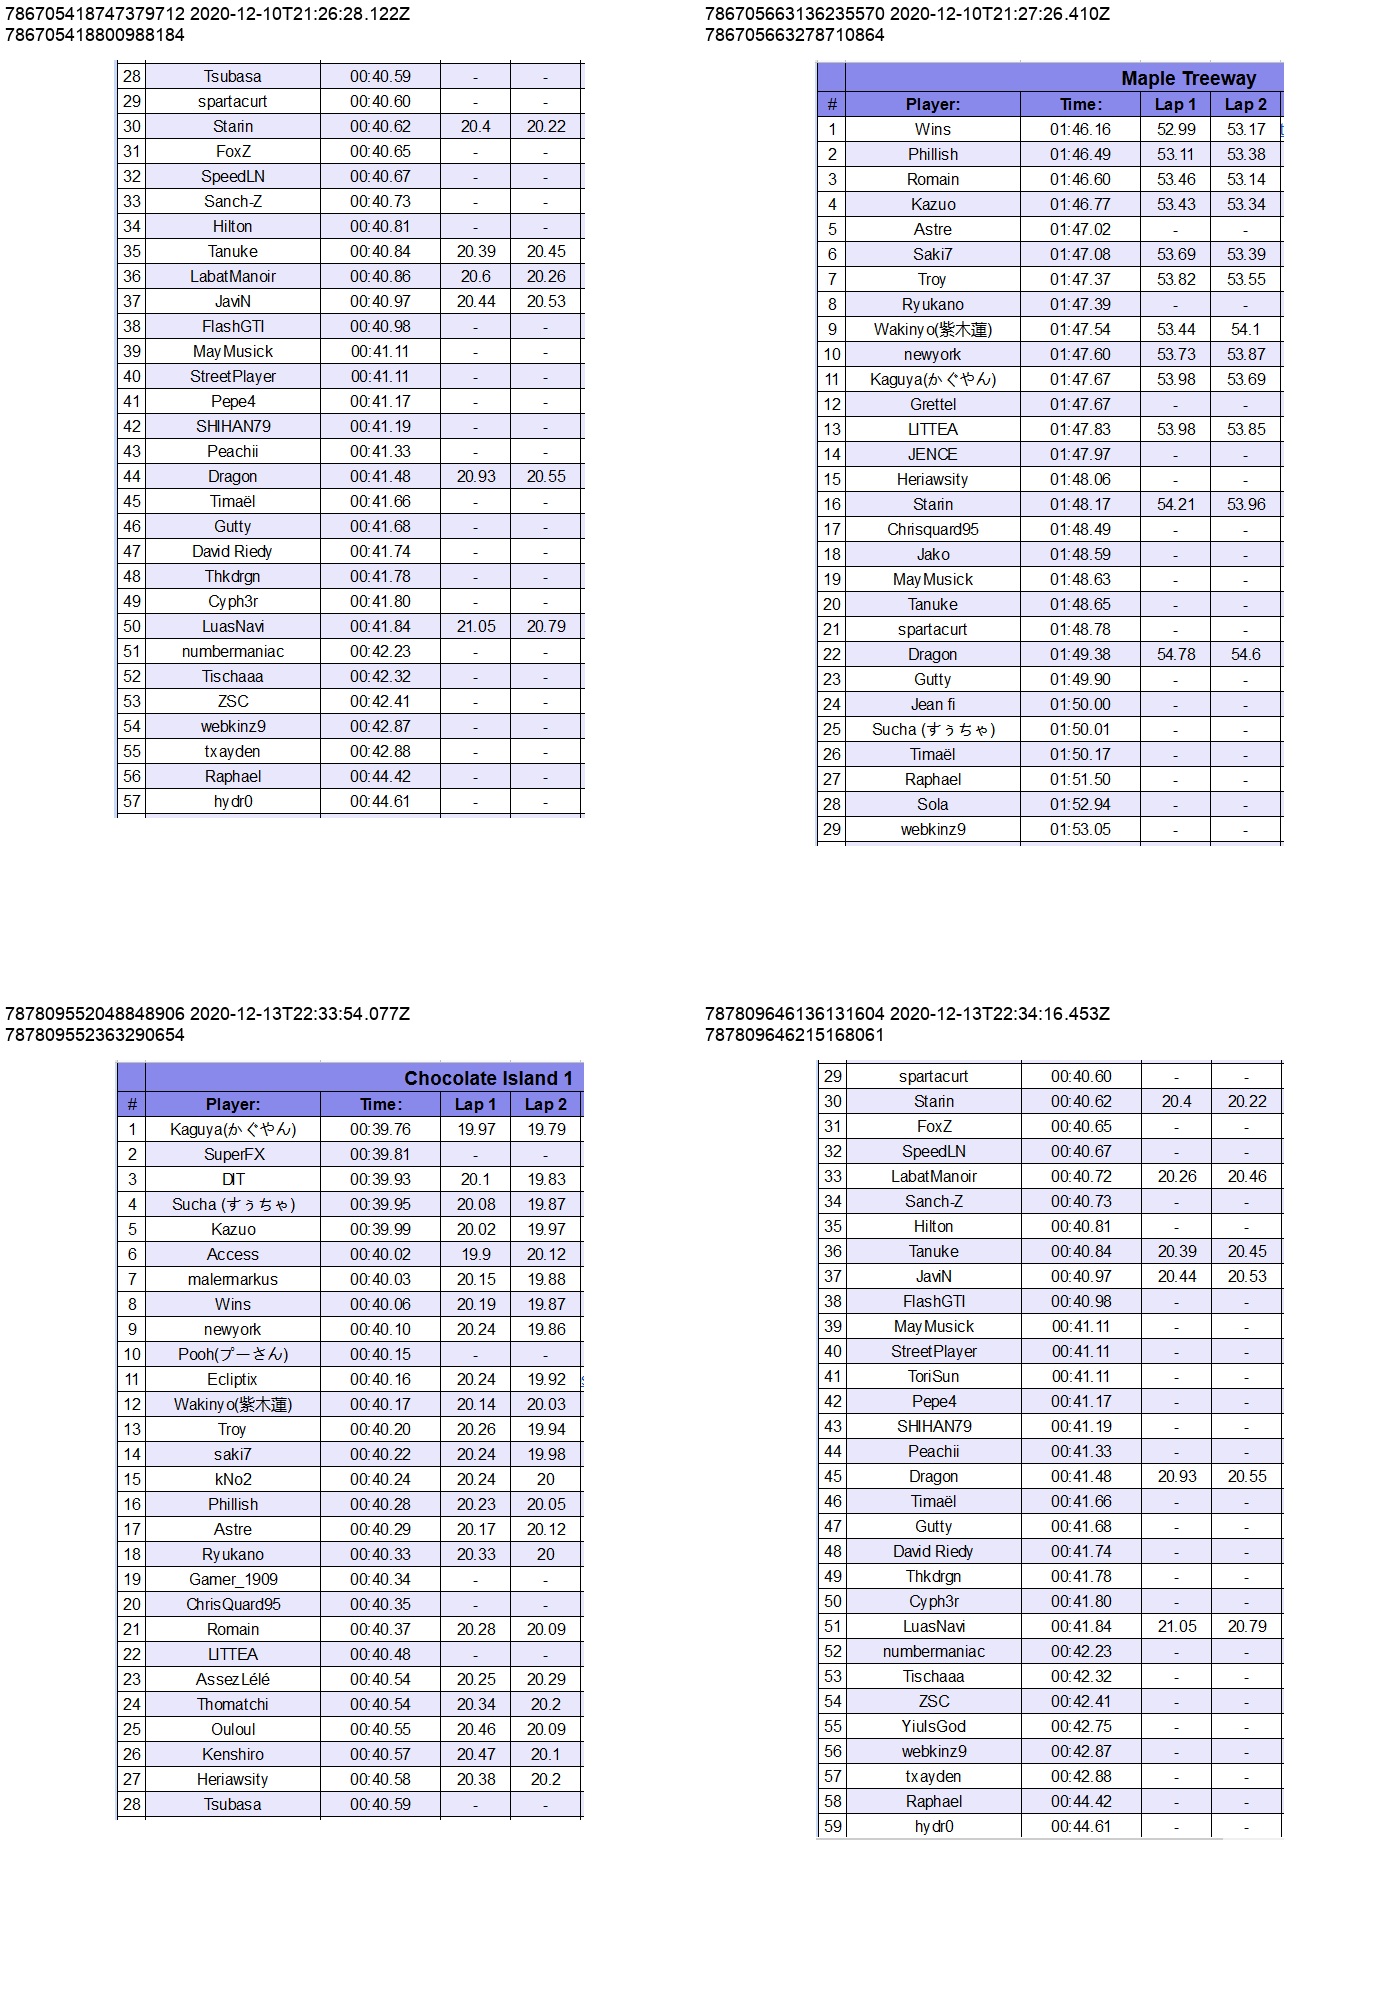 786705418747379712 2020-12-10T21:26:28.122Z
786705418800988184
28 Tsubasa 00:40.59 - -
29 spartacurt 00:40.60 - -
30 Starin 00:40.62 20.4 20.22
31 FoxZ 00:40.65 - -
32 SpeedLN 00:40.67 - -
33 Sanch-Z 00:40.73 - -
34 Hilton 00:40.81 - -
35 Tanuke 00:40.84 20.39 20.45
36 LabatManoir 00:40.86 20.6 20.26
37 JaviN 00:40.97 20.44 20.53
38 FlashGTI 00:40.98 - -
39 MayMusick 00:41.11 - -
40 StreetPlayer 00:41.11 - -
41 Pepe4 00:41.17 - -
42 SHIHAN79 00:41.19 - -
43 Peachii 00:41.33 - -
44 Dragon 00:41.48 20.93 20.55
45 Timaël 00:41.66 - -
46 Gutty 00:41.68 - -
47 David Riedy 00:41.74 - -
48 Thkdrgn 00:41.78 - -
49 Cyph3r 00:41.80 - -
50 LuasNavi 00:41.84 21.05 20.79
51 numbermaniac 00:42.23 - -
52 Tischaaa 00:42.32 - -
53 ZSC 00:42.41 - -
54 webkinz9 00:42.87 - -
55 txayden 00:42.88 - -
56 Raphael 00:44.42 - -
57 hydr0 00:44.61 - -
786705663136235570 2020-12-10T21:27:26.410Z
786705663278710864
Maple Treeway
# Player: Time: Lap 1 Lap 2
1 Wins 01:46.16 52.99 53.17
2 Phillish 01:46.49 53.11 53.38
3 Romain 01:46.60 53.46 53.14
4 Kazuo 01:46.77 53.43 53.34
5 Astre 01:47.02 - -
6 Saki7 01:47.08 53.69 53.39
7 Troy 01:47.37 53.82 53.55
8 Ryukano 01:47.39 - -
9 Wakinyo(紫木蓮) 01:47.54 53.44 54.1
10 newyork 01:47.60 53.73 53.87
11 Kaguya(かぐやん) 01:47.67 53.98 53.69
12 Grettel 01:47.67 - -
13 LITTEA 01:47.83 53.98 53.85
14 JENCE 01:47.97 - -
15 Heriawsity 01:48.06 - -
16 Starin 01:48.17 54.21 53.96
17 Chrisquard95 01:48.49 - -
18 Jako 01:48.59 - -
19 MayMusick 01:48.63 - -
20 Tanuke 01:48.65 - -
21 spartacurt 01:48.78 - -
22 Dragon 01:49.38 54.78 54.6
23 Gutty 01:49.90 - -
24 Jean fi 01:50.00 - -
25 Sucha (すぅちゃ) 01:50.01 - -
26 Timaël 01:50.17 - -
27 Raphael 01:51.50 - -
28 Sola 01:52.94 - -
29 webkinz9 01:53.05 - -
787809552048848906 2020-12-13T22:33:54.077Z
787809552363290654
Chocolate Island 1
# Player: Time: Lap 1 Lap 2
1 Kaguya(かぐやん) 00:39.76 19.97 19.79
2 SuperFX 00:39.81 - -
3 DIT 00:39.93 20.1 19.83
4 Sucha (すぅちゃ) 00:39.95 20.08 19.87
5 Kazuo 00:39.99 20.02 19.97
6 Access 00:40.02 19.9 20.12
7 malermarkus 00:40.03 20.15 19.88
8 Wins 00:40.06 20.19 19.87
9 newyork 00:40.10 20.24 19.86
10 Pooh(プーさん) 00:40.15 - -
11 Ecliptix 00:40.16 20.24 19.92
12 Wakinyo(紫木蓮) 00:40.17 20.14 20.03
13 Troy 00:40.20 20.26 19.94
14 saki7 00:40.22 20.24 19.98
15 kNo2 00:40.24 20.24 20
16 Phillish 00:40.28 20.23 20.05
17 Astre 00:40.29 20.17 20.12
18 Ryukano 00:40.33 20.33 20
19 Gamer_1909 00:40.34 - -
20 ChrisQuard95 00:40.35 - -
21 Romain 00:40.37 20.28 20.09
22 LITTEA 00:40.48 - -
23 AssezLélé 00:40.54 20.25 20.29
24 Thomatchi 00:40.54 20.34 20.2
25 Ouloul 00:40.55 20.46 20.09
26 Kenshiro 00:40.57 20.47 20.1
27 Heriawsity 00:40.58 20.38 20.2
28 Tsubasa 00:40.59 - -
787809646136131604 2020-12-13T22:34:16.453Z
787809646215168061
29 spartacurt 00:40.60 - -
30 Starin 00:40.62 20.4 20.22
31 FoxZ 00:40.65 - -
32 SpeedLN 00:40.67 - -
33 LabatManoir 00:40.72 20.26 20.46
34 Sanch-Z 00:40.73 - -
35 Hilton 00:40.81 - -
36 Tanuke 00:40.84 20.39 20.45
37 JaviN 00:40.97 20.44 20.53
38 FlashGTI 00:40.98 - -
39 MayMusick 00:41.11 - -
40 StreetPlayer 00:41.11 - -
41 ToriSun 00:41.11 - -
42 Pepe4 00:41.17 - -
43 SHIHAN79 00:41.19 - -
44 Peachii 00:41.33 - -
45 Dragon 00:41.48 20.93 20.55
46 Timaël 00:41.66 - -
47 Gutty 00:41.68 - -
48 David Riedy 00:41.74 - -
49 Thkdrgn 00:41.78 - -
50 Cyph3r 00:41.80 - -
51 LuasNavi 00:41.84 21.05 20.79
52 numbermaniac 00:42.23 - -
53 Tischaaa 00:42.32 - -
54 ZSC 00:42.41 - -
55 YiulsGod 00:42.75 - -
56 webkinz9 00:42.87 - -
57 txayden 00:42.88 - -
58 Raphael 00:44.42 - -
59 hydr0 00:44.61 - -